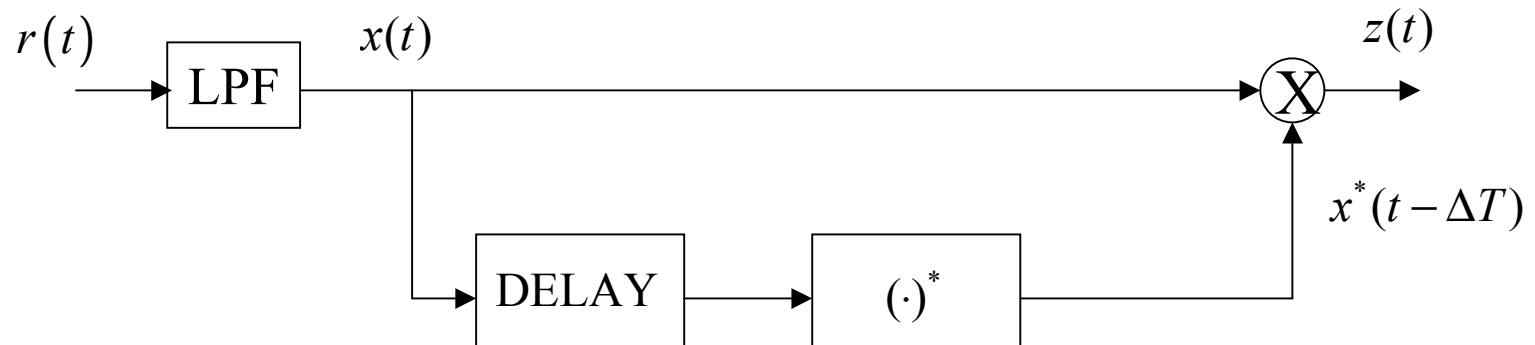 r(t)
x(t)
z(t)
LPF
X
x*(t − ΔT)
DELAY
(·)*